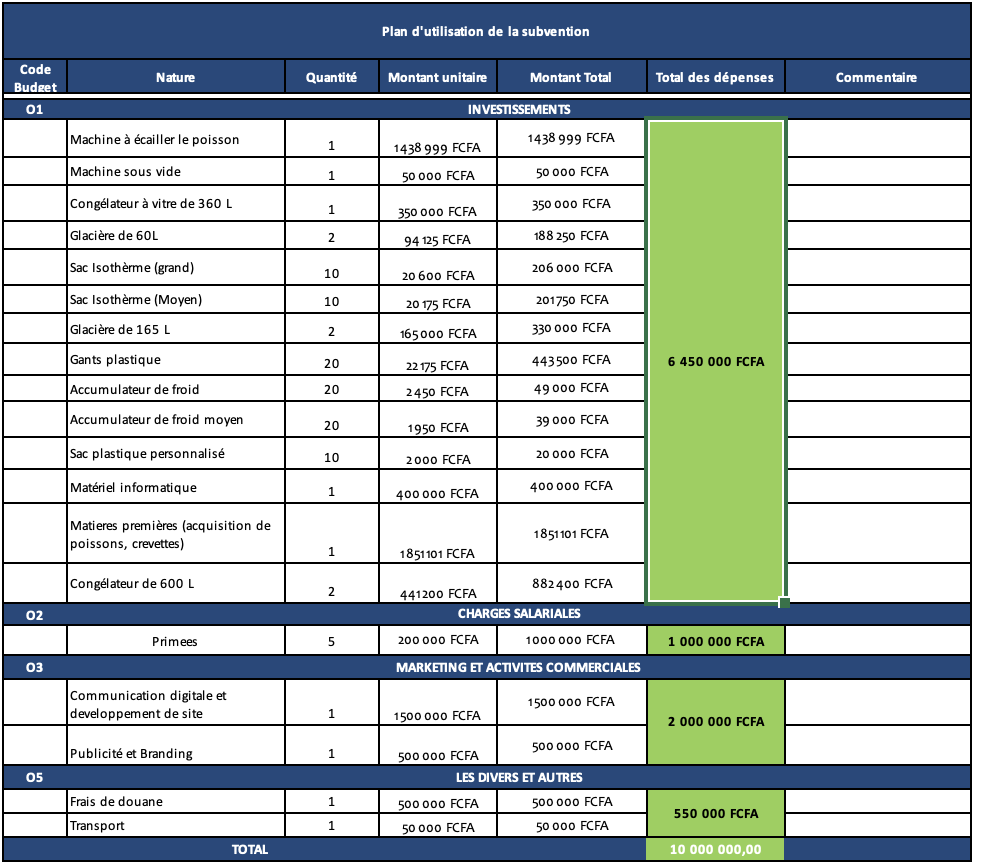 Plan d'utilisation de la subvention
Code Budget Nature Quantité Montant unitaire Montant Total Total des dépenses Commentaire
O1 INVESTISSEMENTS
Machine à écailler le poisson 1 1438 999 FCFA 1438 999 FCFA
Machine sous vide 1 50 000 FCFA 50 000 FCFA
Congélateur à vitre de 360 L 1 350 000 FCFA 350 000 FCFA
Glacière de 60L 2 94 125 FCFA 188 250 FCFA
Sac Isothèrme (grand) 10 20 600 FCFA 206 000 FCFA
Sac Isothèrme (Moyen) 10 20 175 FCFA 201750 FCFA
Glacière de 165 L 2 165 000 FCFA 330 000 FCFA
Gants plastique 20 22 175 FCFA 443 500 FCFA 6 450 000 FCFA
Accumulateur de froid 20 2 450 FCFA 49 000 FCFA
Accumulateur de froid moyen 20 1950 FCFA 39 000 FCFA
Sac plastique personnalisé 10 2 000 FCFA 20 000 FCFA
Matériel informatique 1 400 000 FCFA 400 000 FCFA
Matieres premières (acquisition de
poissons, crevettes) 1 1851101 FCFA 1851101 FCFA
Congélateur de 600 L 2 441200 FCFA 882 400 FCFA
O2 CHARGES SALARIALES
Primees 5 200 000 FCFA 1000 000 FCFA 1 000 000 FCFA
O3 MARKETING ET ACTIVITES COMMERCIALES
Communication digitale et
developpement de site 1 1500 000 FCFA 1500 000 FCFA 2 000 000 FCFA
Publicité et Branding 1 500 000 FCFA 500 000 FCFA
O5 LES DIVERS ET AUTRES
Frais de douane 1 500 000 FCFA 500 000 FCFA 550 000 FCFA
Transport 1 50 000 FCFA 50 000 FCFA
TOTAL 10 000 000,00